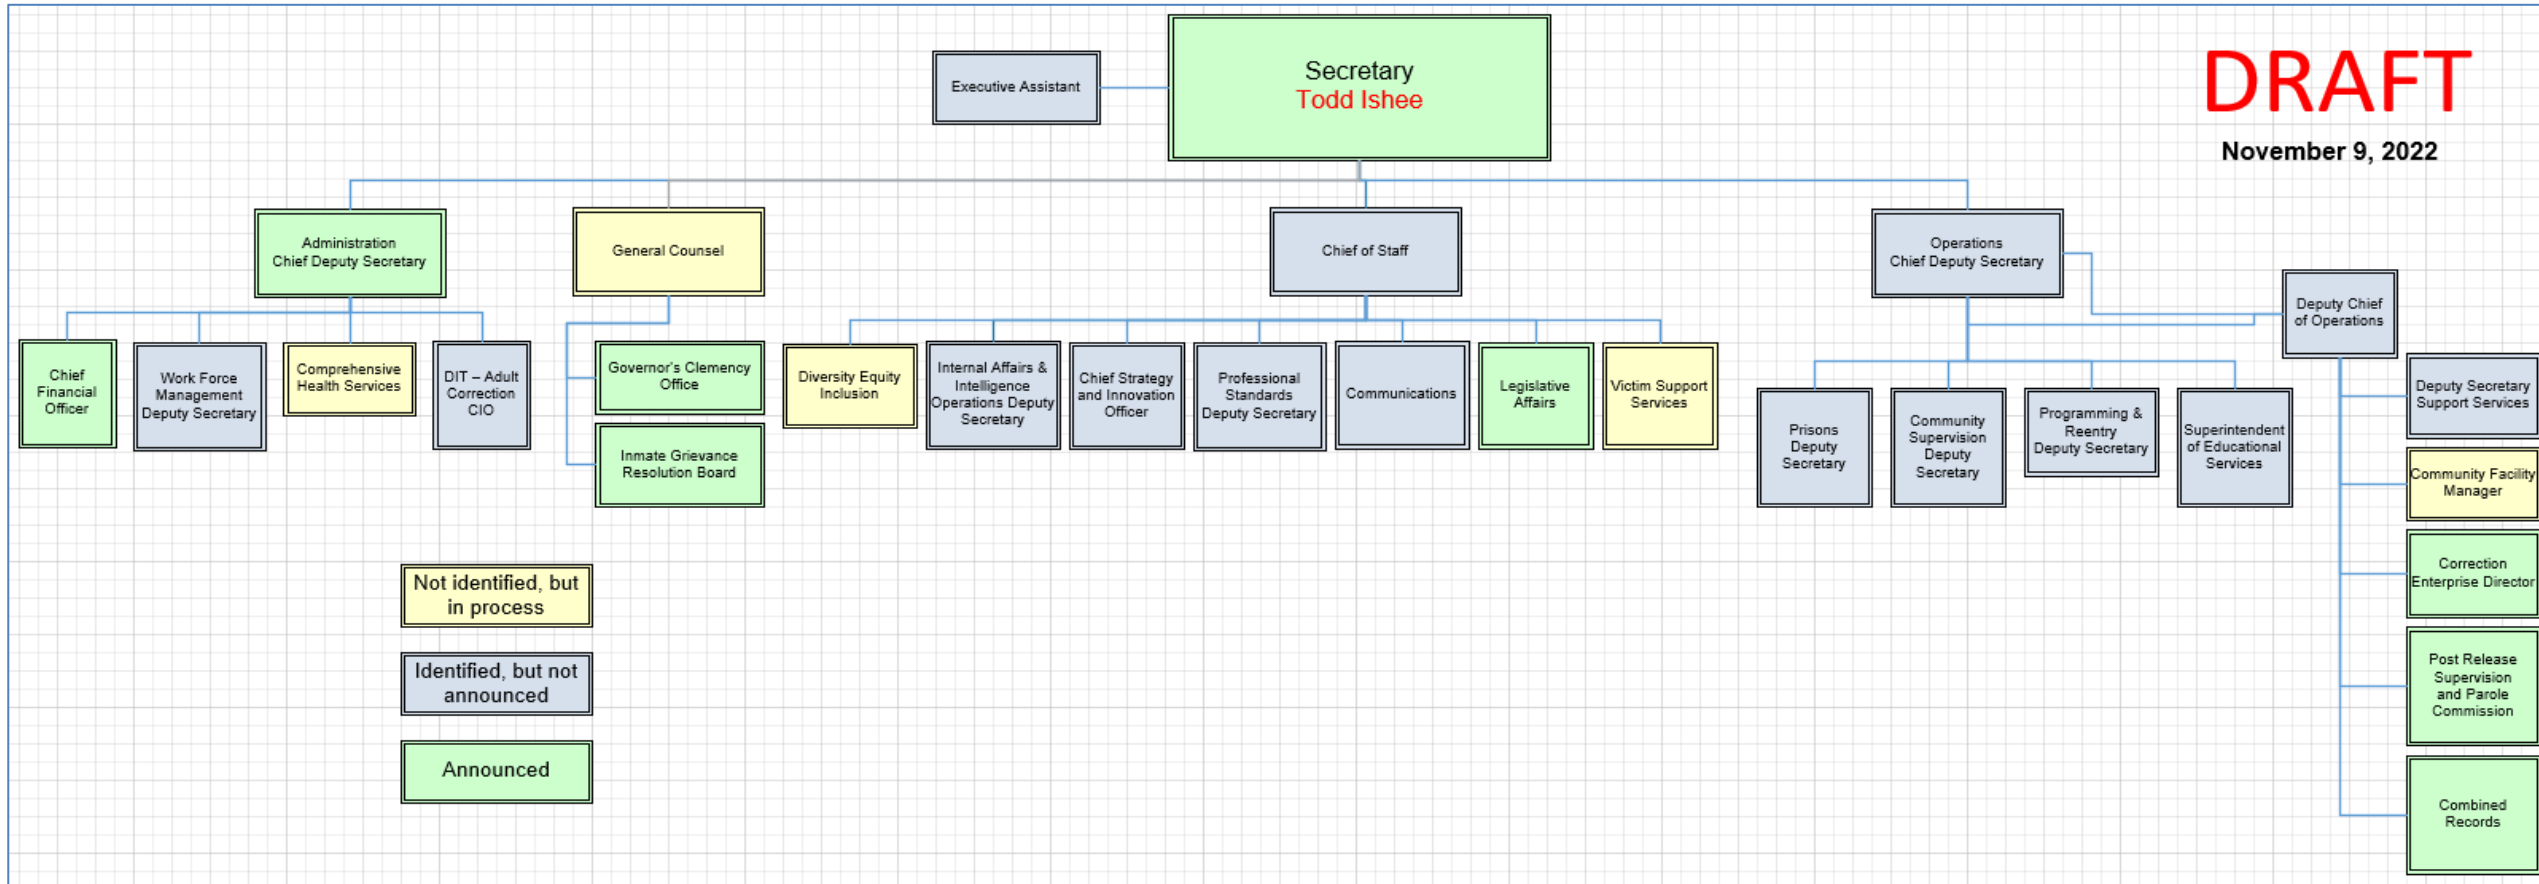 Secretary
Todd Ishee
Executive Assistant
DRAFT
November 9, 2022
Administration
Chief Deputy Secretary
General Counsel
Chief of Staff
Operations
Chief Deputy Secretary
Deputy Chief
of Operations
Chief
Financial
Officer
Work Force
Management
Deputy Secretary
Comprehensive
Health Services
DIT – Adult
Correction
CIO
Governor's Clemency
Office
Inmate Grievance
Resolution Board
Diversity Equity
Inclusion
Internal Affairs &
Intelligence
Operations Deputy
Secretary
Chief Strategy
and Innovation
Officer
Professional
Standards
Deputy Secretary
Communications
Legislative
Affairs
Victim Support
Services
Prisons
Deputy
Secretary
Community
Supervision
Deputy
Secretary
Programming &
Reentry
Deputy Secretary
Superintendent
of Educational
Services
Deputy Secretary
Support Services
Community Facility
Manager
Correction
Enterprise Director
Post Release
Supervision
and Parole
Commission
Combined
Records
Not identified, but
in process
Identified, but not
announced
Announced